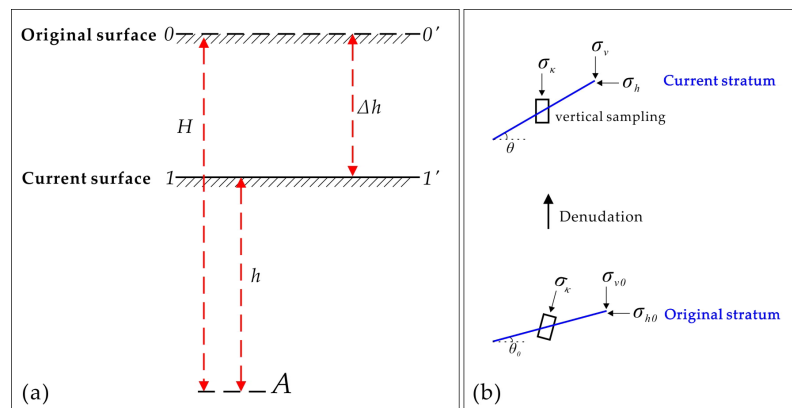 Original surface 0 0′
H
Δh
Current surface 1 1′
h
A
(a)
σv
σκ
σh Current stratum
vertical sampling
θ
Denudation
σκ
σv0
σh0 Original stratum
θ0
(b)